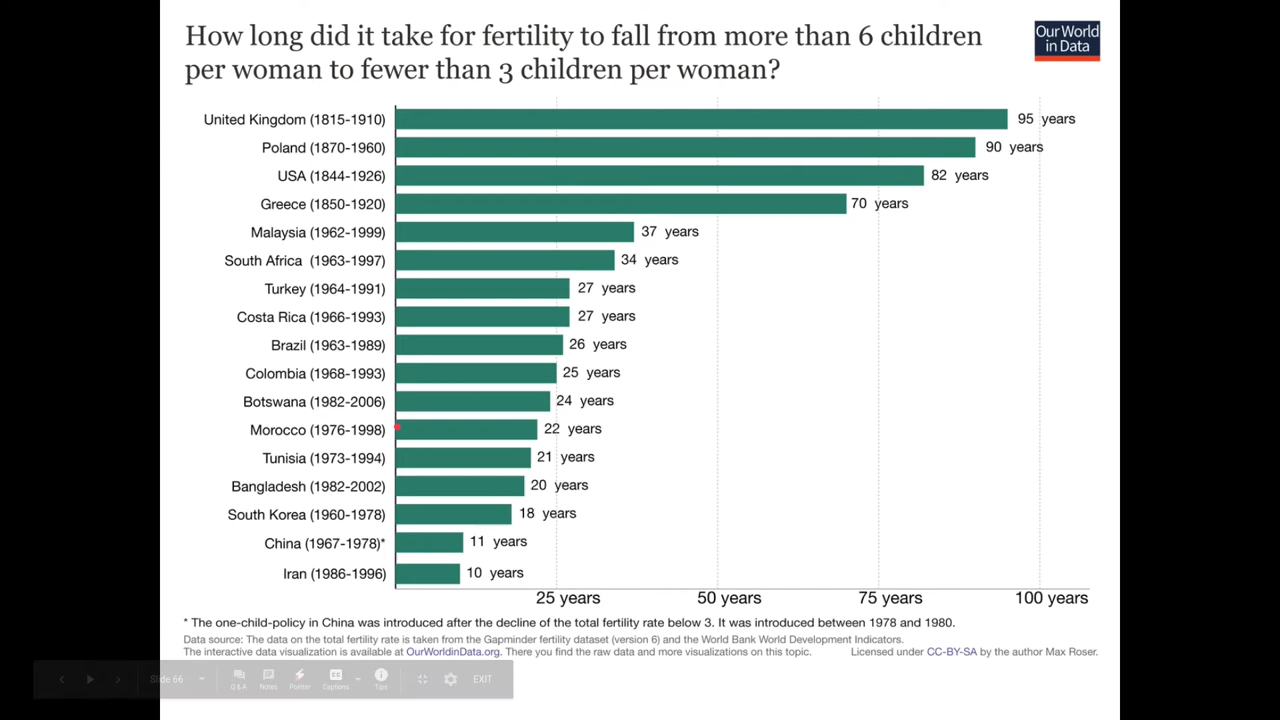 How long did it take for fertility to fall from more than 6 children
per woman to fewer than 3 children per woman?
Our World
in Data
United Kingdom (1815-1910) 95 years
Poland (1870-1960) 90 years
USA (1844-1926) 82 years
Greece (1850-1920) 70 years
Malaysia (1962-1999) 37 years
South Africa (1963-1997) 34 years
Turkey (1964-1991) 27 years
Costa Rica (1966-1993) 27 years
Brazil (1963-1989) 26 years
Colombia (1968-1993) 25 years
Botswana (1982-2006) 24 years
Morocco (1976-1998) 22 years
Tunisia (1973-1994) 21 years
Bangladesh (1982-2002) 20 years
South Korea (1960-1978) 18 years
China (1967-1978)* 11 years
Iran (1986-1996) 10 years
25 years 50 years 75 years 100 years
* The one-child-policy in China was introduced after the decline of the total fertility rate below 3. It was introduced between 1978 and 1980.
Data source: The data on the total fertility rate is taken from the Gapminder fertility dataset (version 6) and the World Bank World Development Indicators.
The interactive data visualization is available at OurWorldinData.org. There you find the raw data and more visualizations on this topic. Licensed under CC-BY-SA by the author Max Roser.
Slide 66 Q & A Notes Pointer Captions Tips EXIT